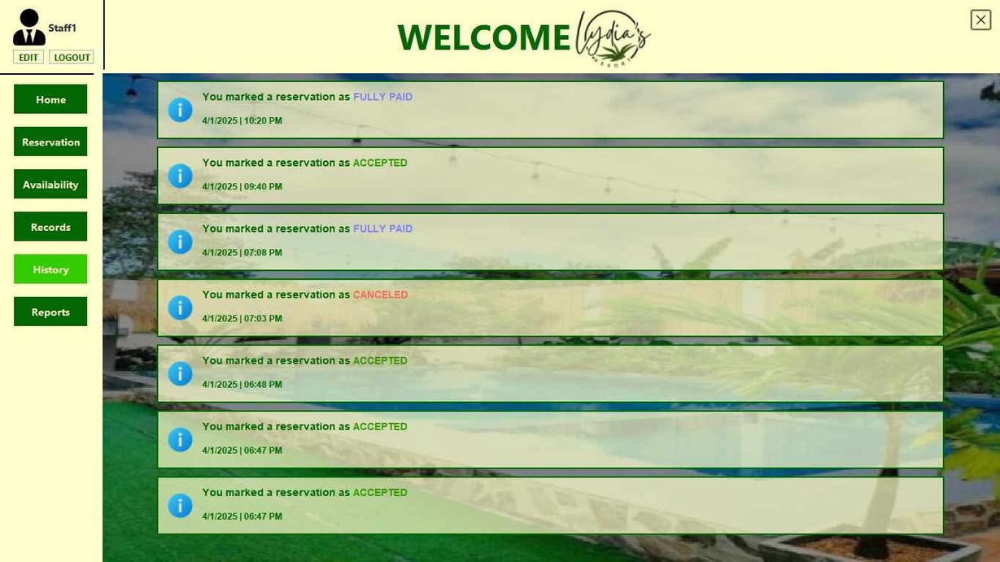 Staff1
EDIT LOGOUT
WELCOME Lydia's
RESORT
Home
Reservation
Availability
Records
History
Reports
You marked a reservation as FULLY PAID
4/1/2025 | 10:20 PM
You marked a reservation as ACCEPTED
4/1/2025 | 09:40 PM
You marked a reservation as FULLY PAID
4/1/2025 | 07:08 PM
You marked a reservation as CANCELED
4/1/2025 | 07:03 PM
You marked a reservation as ACCEPTED
4/1/2025 | 06:48 PM
You marked a reservation as ACCEPTED
4/1/2025 | 06:47 PM
You marked a reservation as ACCEPTED
4/1/2025 | 06:47 PM